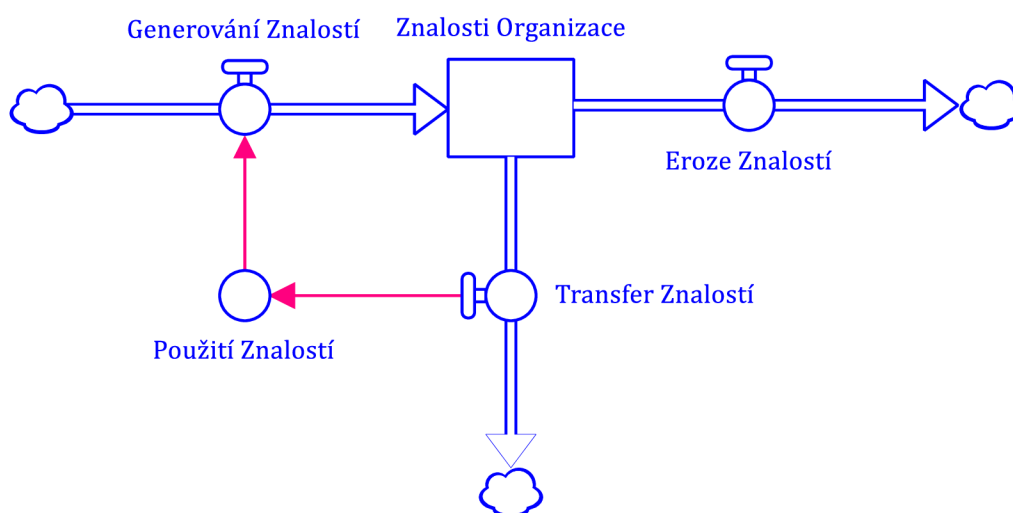 Generování Znalostí
Znalosti Organizace
Eroze Znalostí
Transfer Znalostí
Použití Znalostí